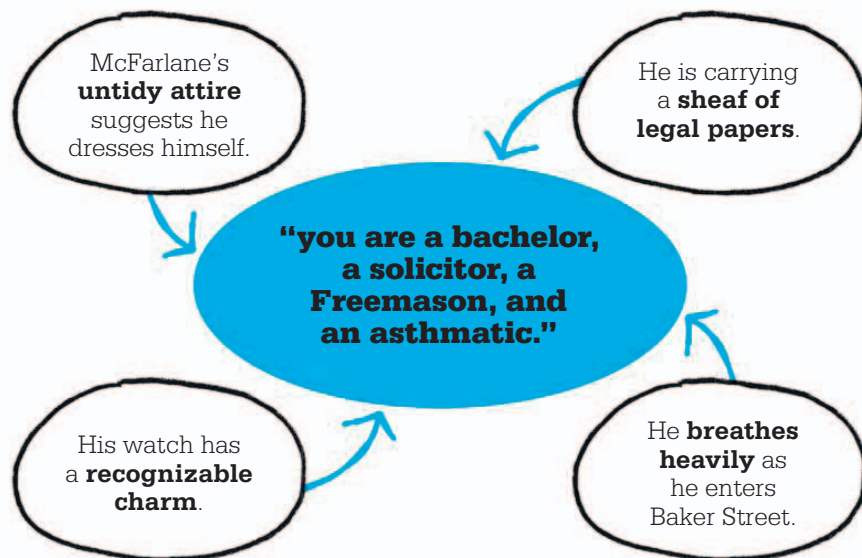 McFarlane’s
untidy attire
suggests he
dresses himself.
He is carrying
a sheaf of
legal papers.
“you are a bachelor,
a solicitor, a
Freemason, and
an asthmatic.”
His watch has
a recognizable
charm.
He breathes
heavily as
he enters
Baker Street.